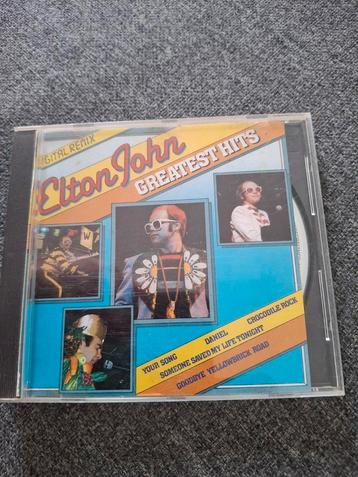 DIGITAL REMIX
Elton John
GREATEST HITS
W
YOUR SONG DANIEL CROCODILE ROCK
SOMEONE SAVED MY LIFE TONIGHT
GOODBYE YELLOWBRICK ROAD